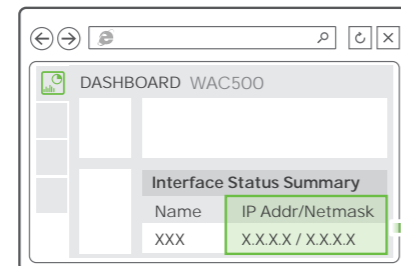 DASHBOARD WAC500
Interface Status Summary
Name IP Addr/Netmask
XXX X.X.X.X / X.X.X.X